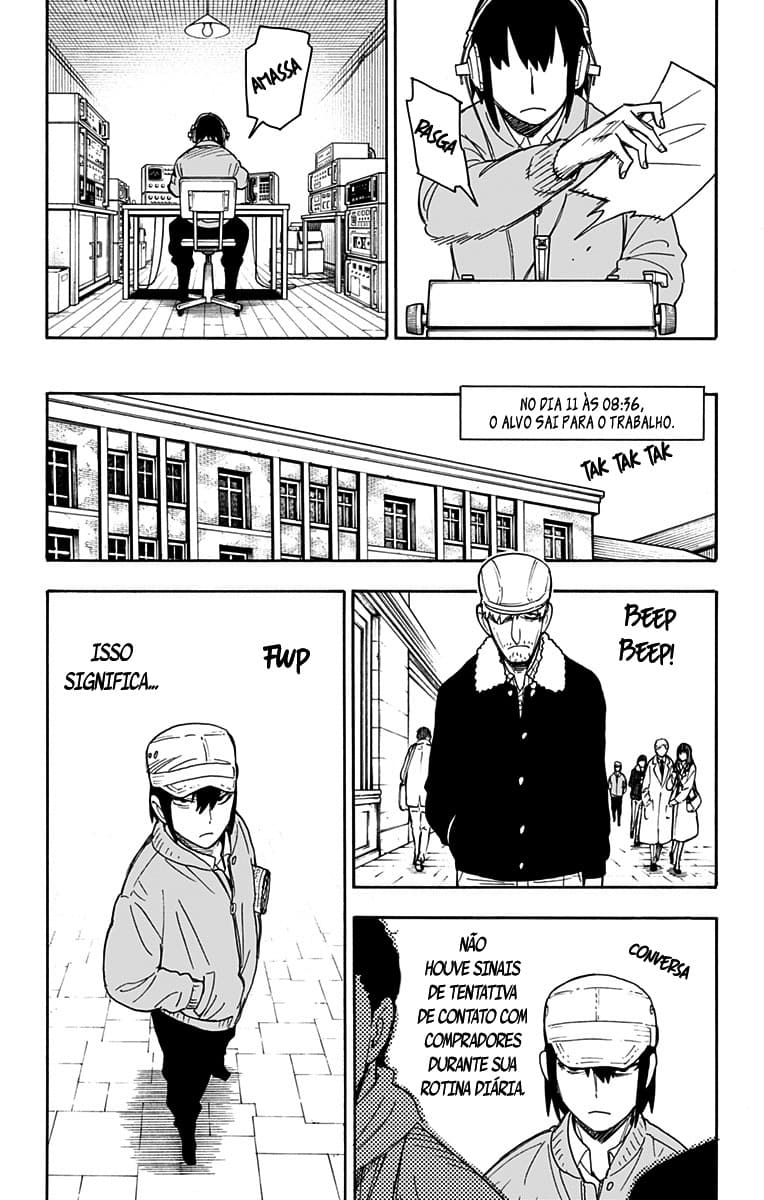 AMASSA
RASGA
NO DIA 11 ÀS 08:36,
O ALVO SAI PARA O TRABALHO.
TAK TAK TAK
BEEP
BEEP!
ISSO
SIGNIFICA...
FWP
NÃO
HOUVE SINAIS
DE TENTATIVA
DE CONTATO COM
COMPRADORES
DURANTE SUA
ROTINA DIÁRIA.
CONVERSA